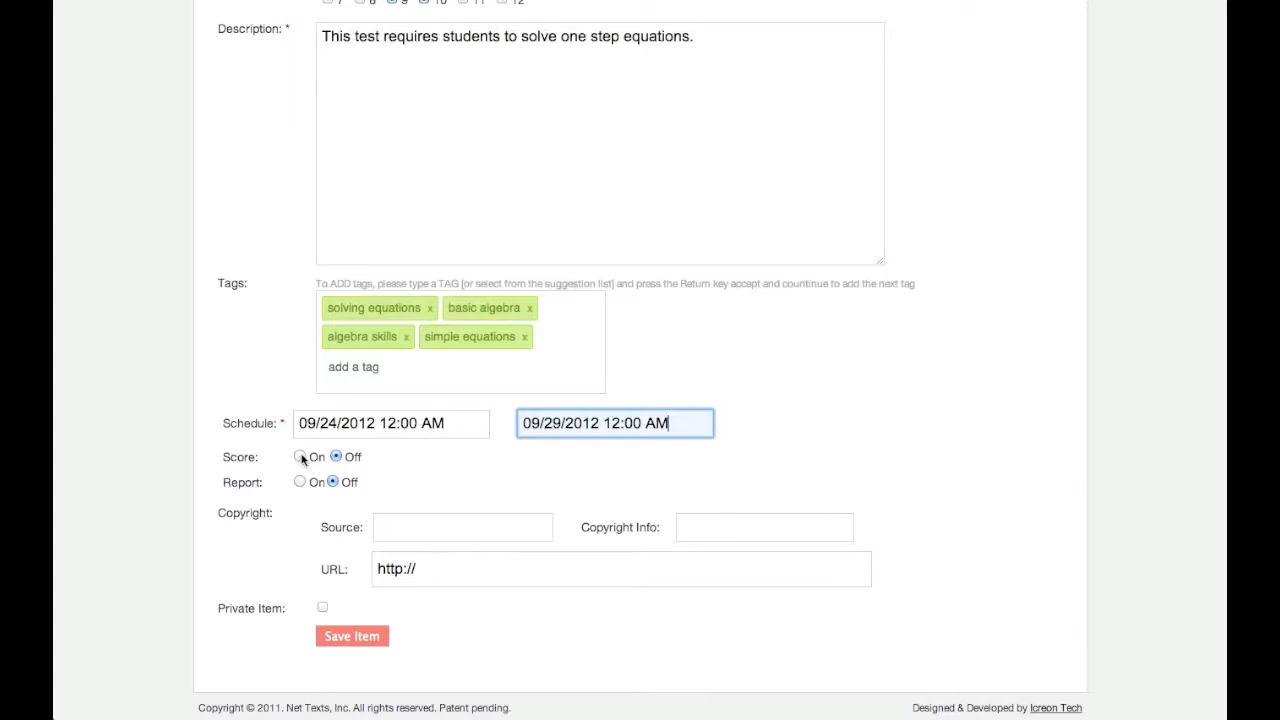 7 8 9 10 11 12
Description: *
This test requires students to solve one step equations.
Tags:
To ADD tags, please type a TAG [or select from the suggestion list] and press the Return key accept and countinue to add the next tag
solving equations x basic algebra x
algebra skills x simple equations x
add a tag
Schedule: * 09/24/2012 12:00 AM 09/29/2012 12:00 AM
Score: On Off
Report: On Off
Copyright:
Source: Copyright Info:
URL: http://
Private Item:
Save Item
Copyright © 2011. Net Texts, Inc. All rights reserved. Patent pending. Designed & Developed by Icreon Tech